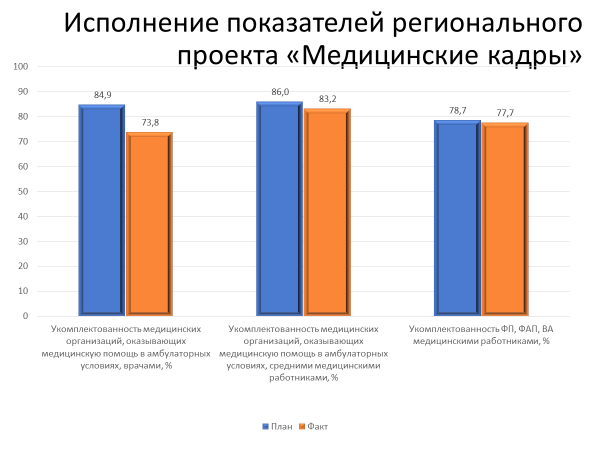 Исполнение показателей регионального
проекта «Медицинские кадры»
100
90
80
70
60
50
40
30
20
10
0
84,9
73,8
86,0
83,2
78,7
77,7
Укомплектованность медицинских
организаций, оказывающих
медицинскую помощь в амбулаторных
условиях, врачами, %
Укомплектованность медицинских
организаций, оказывающих
медицинскую помощь в амбулаторных
условиях, средними медицинскими
работниками, %
Укомплектованность ФП, ФАП, ВА
медицинскими работниками, %
План
Факт